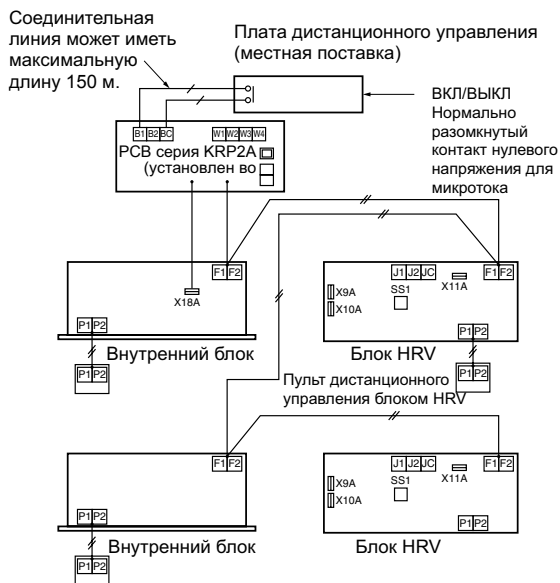 Соединительная
линия может иметь
максимальную
длину 150 м.
Плата дистанционного управления
(местная поставка)
ВКЛ/ВЫКЛ
Нормально
разомкнутый
контакт нулевого
напряжения для
микротока
B1 B2 BC
W1 W2 W3 W4
PCB серия KRP2A
(установлен во
F1 F2
X18A
P1 P2
P1 P2
Внутренний блок
J1 J2 JC
F1 F2
X9A
X10A
SS1
X11A
P1 P2
P1 P2
Блок HRV
Пульт дистанционного
управления блоком HRV
F1 F2
P1 P2
P1 P2
Внутренний блок
J1 J2 JC
F1 F2
X9A
X10A
SS1
X11A
P1 P2
Блок HRV